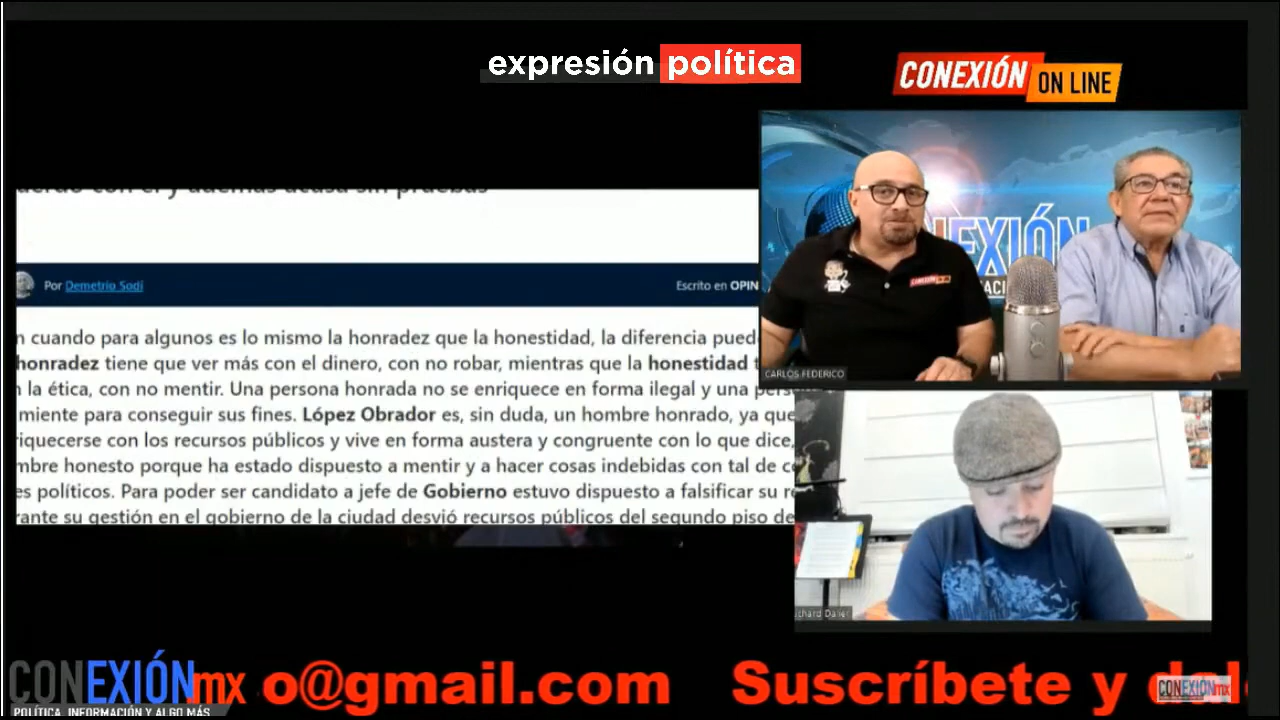 expresión política
CONEXIÓN
ON LINE
y además acusa sin pruebas
Por Demetrio Sodi
Escrito en OPIN
n cuando para algunos es lo mismo la honradez que la honestidad, la diferencia pued
honradez tiene que ver más con el dinero, con no robar, mientras que la honestidad
la ética, con no mentir. Una persona honrada no se enriquece en forma ilegal y una
miente para conseguir sus fines. López Obrador es, sin duda, un hombre honrado, ya que
riquecerse con los recursos públicos y vive en forma austera y congruente con lo que dice,
mbre honesto porque ha estado dispuesto a mentir y a hacer cosas indebidas con tal de
es políticos. Para poder ser candidato a jefe de Gobierno estuvo dispuesto a falsificar su
rante su gestión en el gobierno de la ciudad desvió recursos públicos del segundo piso de
NEXIÓN
CONEXIÓN
CARLOS FEDERICO
CONEXIÓNmx
POLÍTICA, INFORMACIÓN Y ALGO MÁS
o@gmail.com Suscríbete y
CONEXIÓNmx